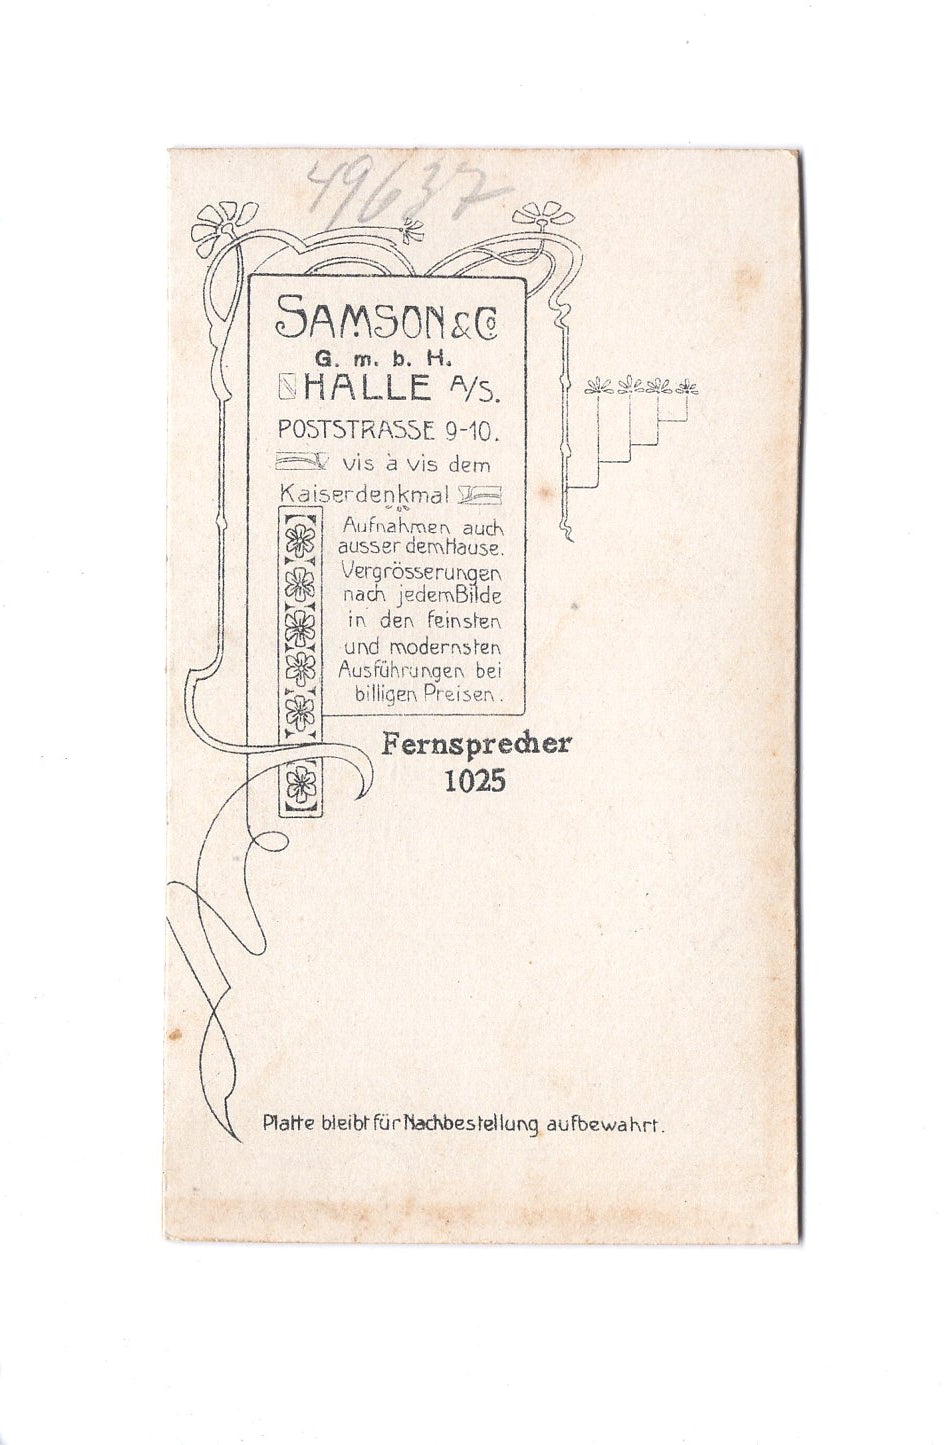 49637
SAMSON & Co
G. m. b. H.
HALLE A/S.
POSTSTRASSE 9-10.
vis à vis dem
Kaiserdenkmal
Aufnahmen auch
ausser dem Hause.
Vergrösserungen
nach jedem Bilde
in den feinsten
und modernsten
Ausführungen bei
billigen Preisen.
Fernsprecher
1025
Platte bleibt für Nachbestellung aufbewahrt.